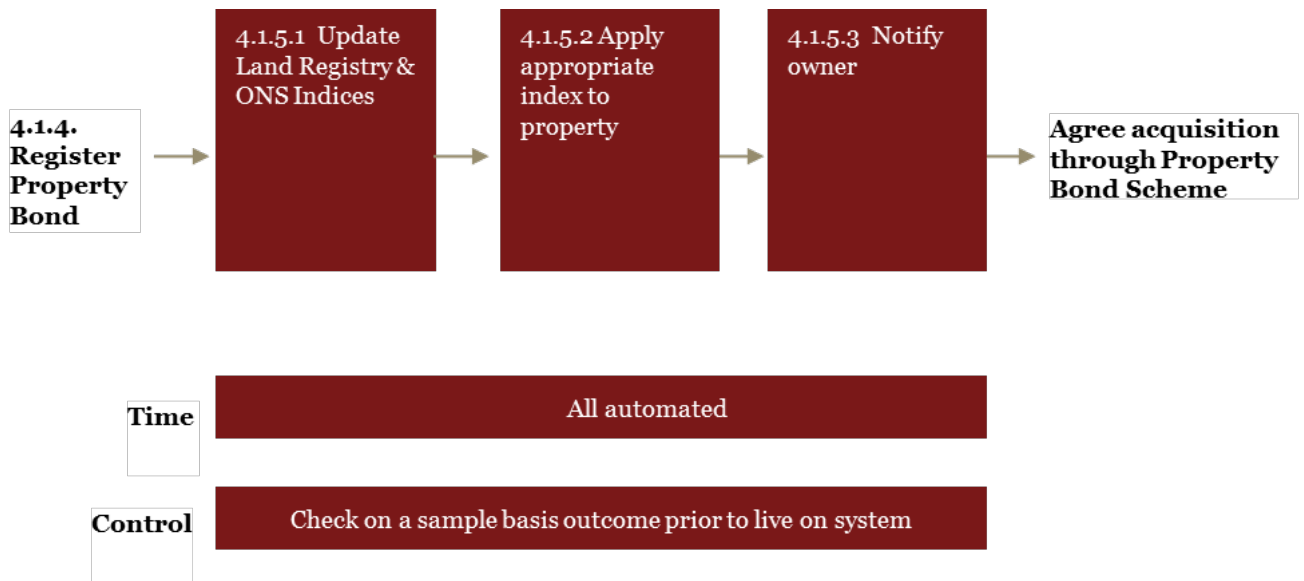 4.1.4.
Register
Property
Bond
4.1.5.1 Update
Land Registry &
ONS Indices
4.1.5.2 Apply
appropriate
index to
property
4.1.5.3 Notify
owner
Agree acquisition
through Property
Bond Scheme
Time
All automated
Control
Check on a sample basis outcome prior to live on system